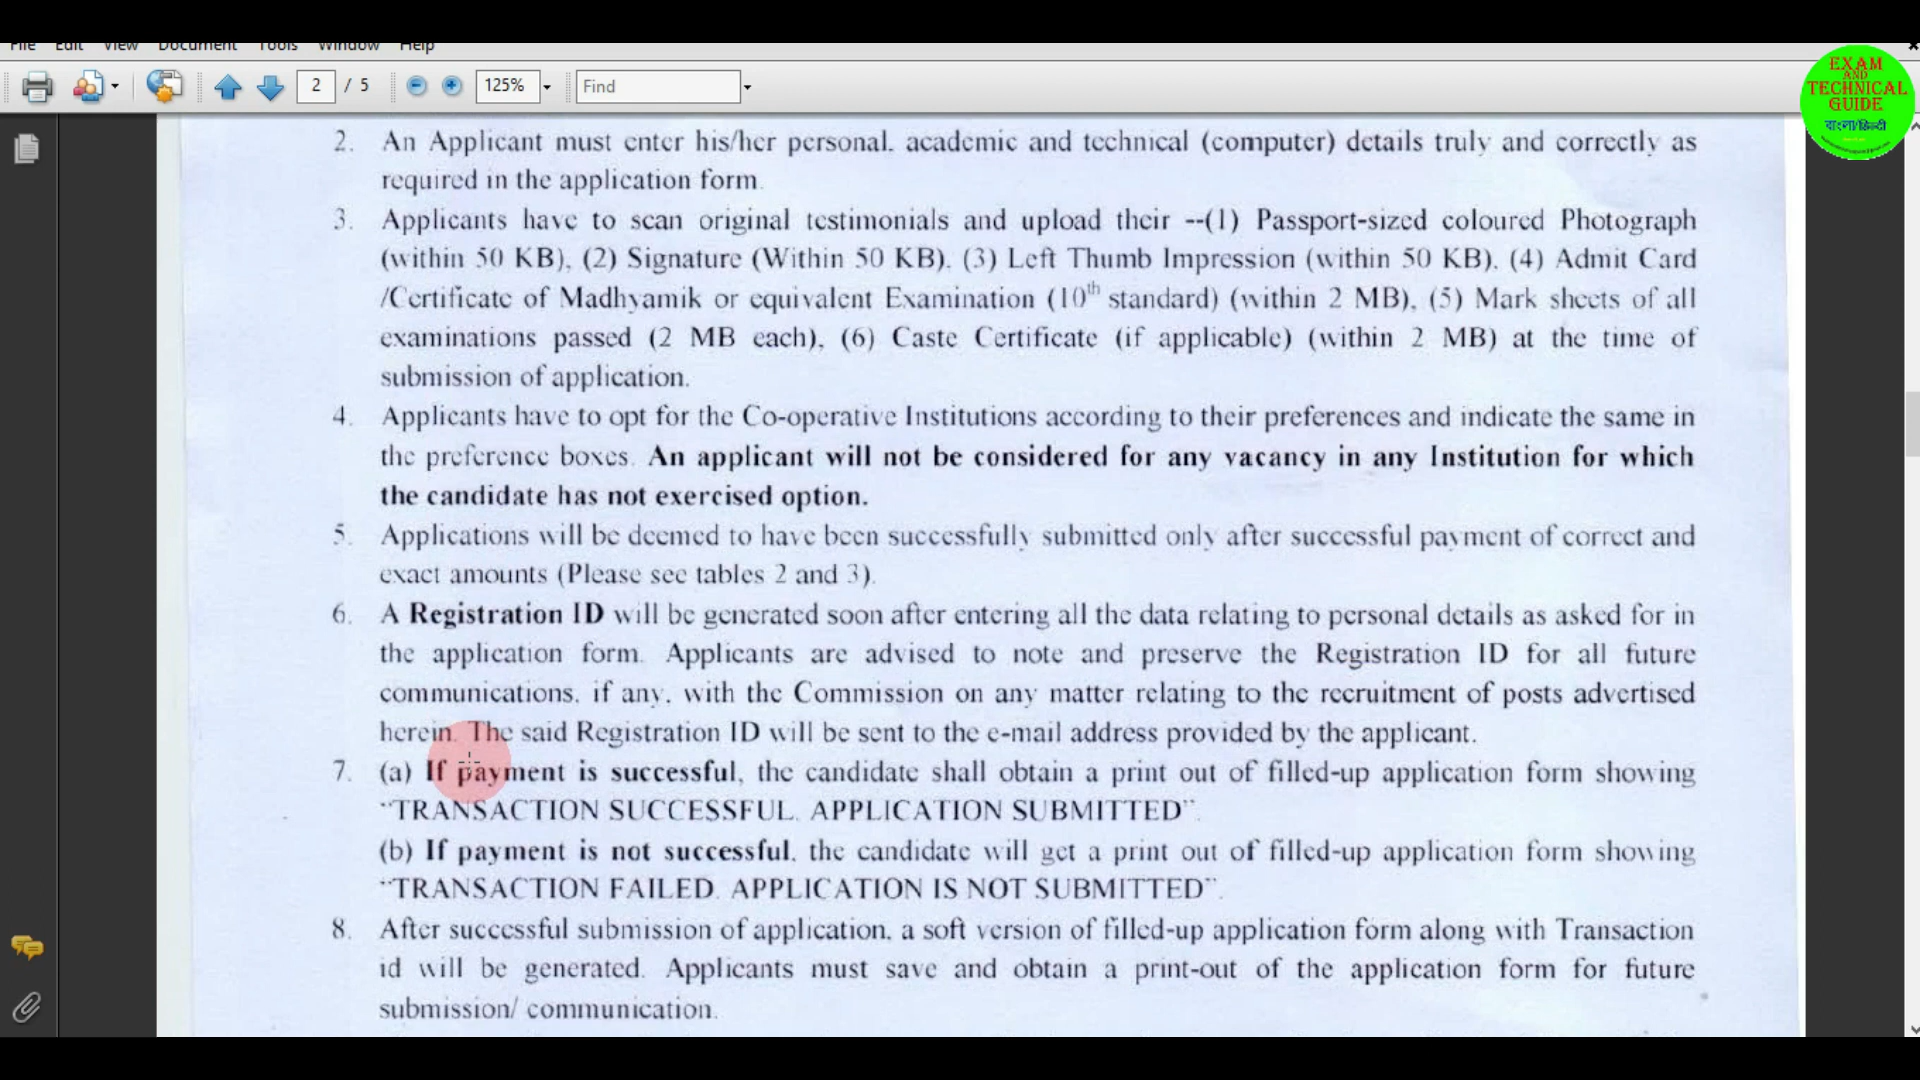 File Edit View Document Tools Window Help
2 / 5 125% Find
EXAM
AND
TECHNICAL
GUIDE
বাংলা/हिन्दी
2. An Applicant must enter his/her personal, academic and technical (computer) details truly and correctly as
required in the application form.
3. Applicants have to scan original testimonials and upload their --(1) Passport-sized coloured Photograph
(within 50 KB), (2) Signature (Within 50 KB), (3) Left Thumb Impression (within 50 KB), (4) Admit Card
/Certificate of Madhyamik or equivalent Examination (10th standard) (within 2 MB), (5) Mark sheets of all
examinations passed (2 MB each), (6) Caste Certificate (if applicable) (within 2 MB) at the time of
submission of application.
4. Applicants have to opt for the Co-operative Institutions according to their preferences and indicate the same in
the preference boxes. An applicant will not be considered for any vacancy in any Institution for which
the candidate has not exercised option.
5. Applications will be deemed to have been successfully submitted only after successful payment of correct and
exact amounts (Please see tables 2 and 3).
6. A Registration ID will be generated soon after entering all the data relating to personal details as asked for in
the application form. Applicants are advised to note and preserve the Registration ID for all future
communications, if any, with the Commission on any matter relating to the recruitment of posts advertised
herein. The said Registration ID will be sent to the e-mail address provided by the applicant.
7. (a) If payment is successful, the candidate shall obtain a print out of filled-up application form showing
"TRANSACTION SUCCESSFUL. APPLICATION SUBMITTED".
(b) If payment is not successful, the candidate will get a print out of filled-up application form showing
"TRANSACTION FAILED. APPLICATION IS NOT SUBMITTED".
8. After successful submission of application, a soft version of filled-up application form along with Transaction
id will be generated. Applicants must save and obtain a print-out of the application form for future
submission/ communication.